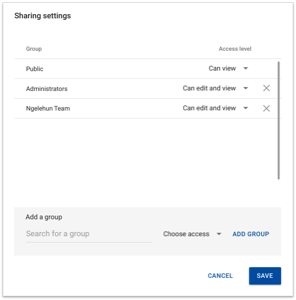 Sharing settings
Group Access level
Public Can view
Administrators Can edit and view
Ngelehun Team Can edit and view
Add a group
Search for a group Choose access ADD GROUP
CANCEL SAVE